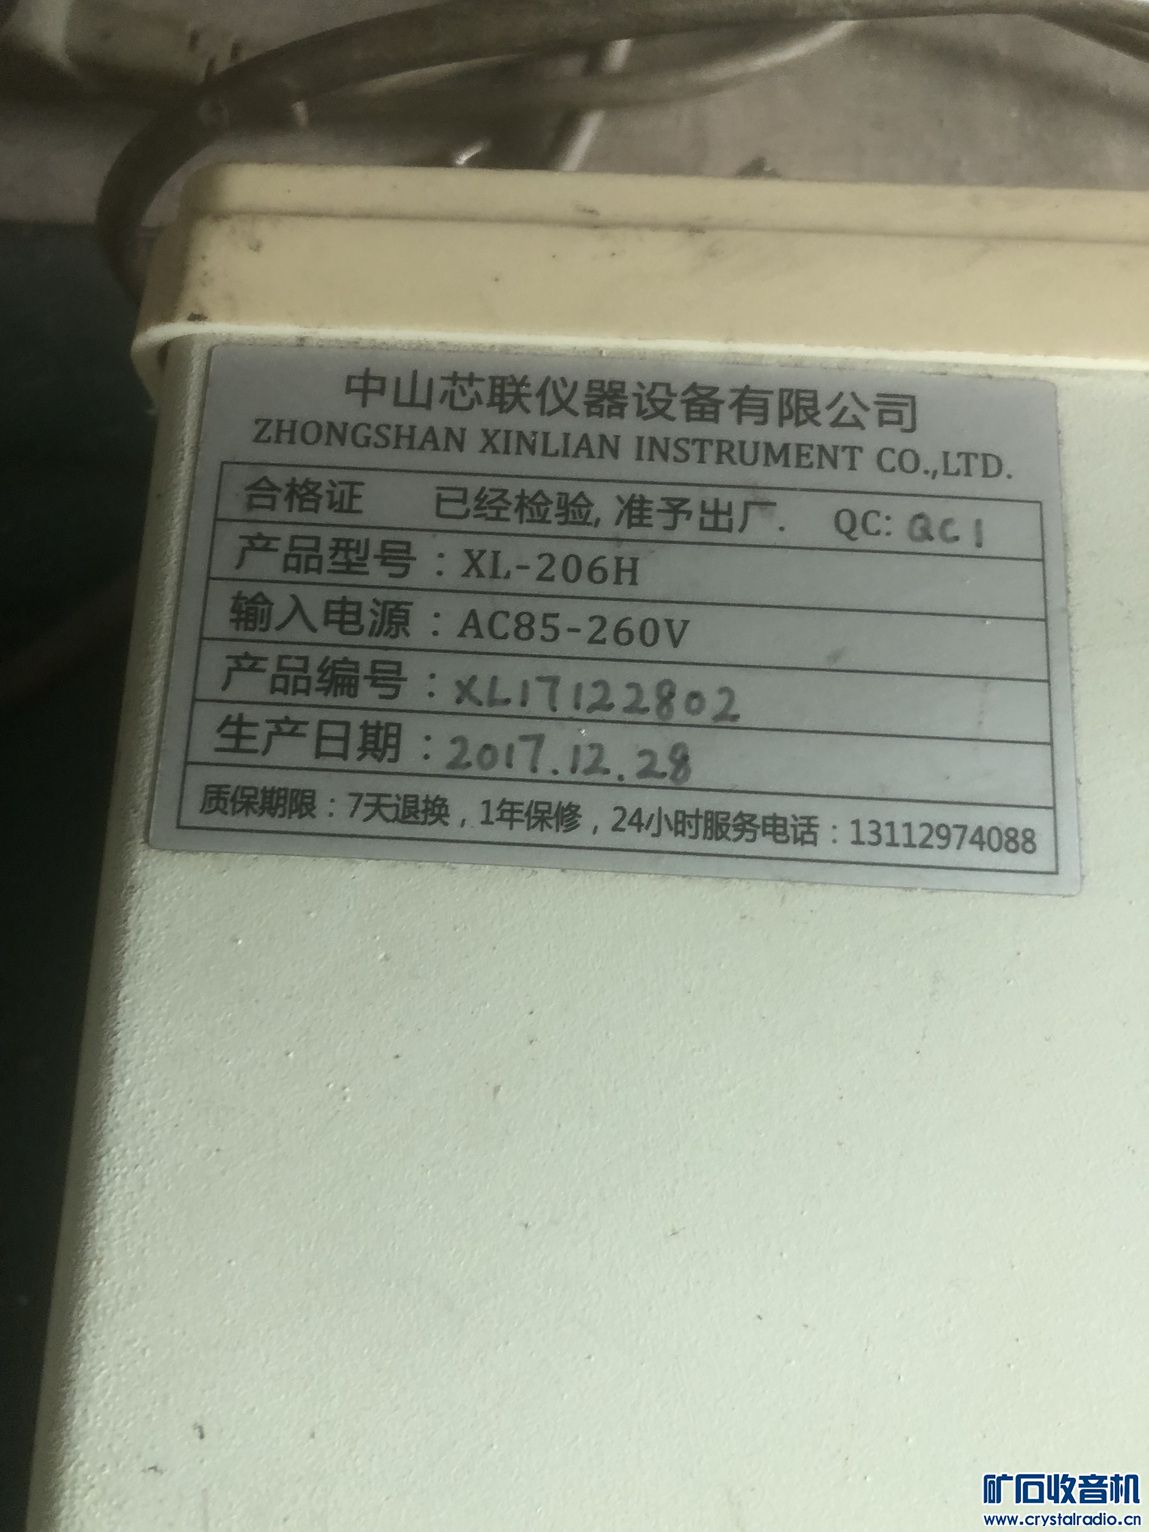 中山芯联仪器设备有限公司
ZHONGSHAN XINLIAN INSTRUMENT CO.,LTD.
合格证 已经检验, 准予出厂. QC: QC1
产品型号：XL-206H
输入电源：AC85-260V
产品编号：XL17122802
生产日期：2017.12.28
质保期限：7天退换，1年保修，24小时服务电话：13112974088
矿石收音机
www.crystalradio.cn